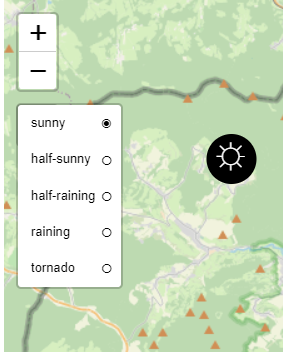 +
−
sunny
half-sunny
half-raining
raining
tornado